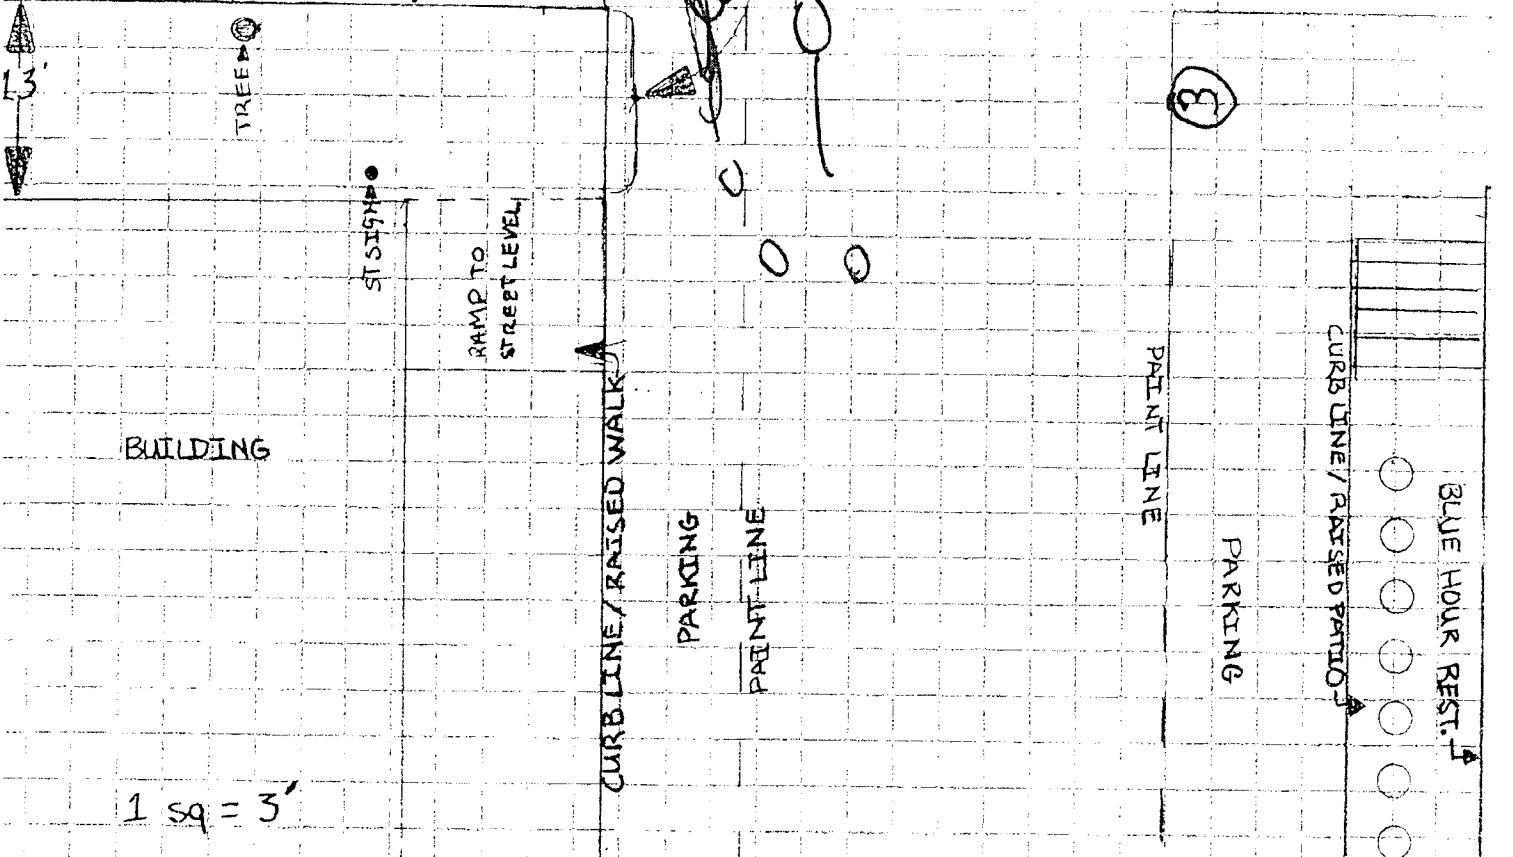 13'
TREE
3
ST SIGN
RAMP TO
STREET LEVEL
BUILDING
CURB LINE / RAISED WALK
PARKING
PAINT LINE
PAINT LINE
PARKING
CURB LINE / RAISED PATIO
BLUE HOUR REST.
1 sq = 3'